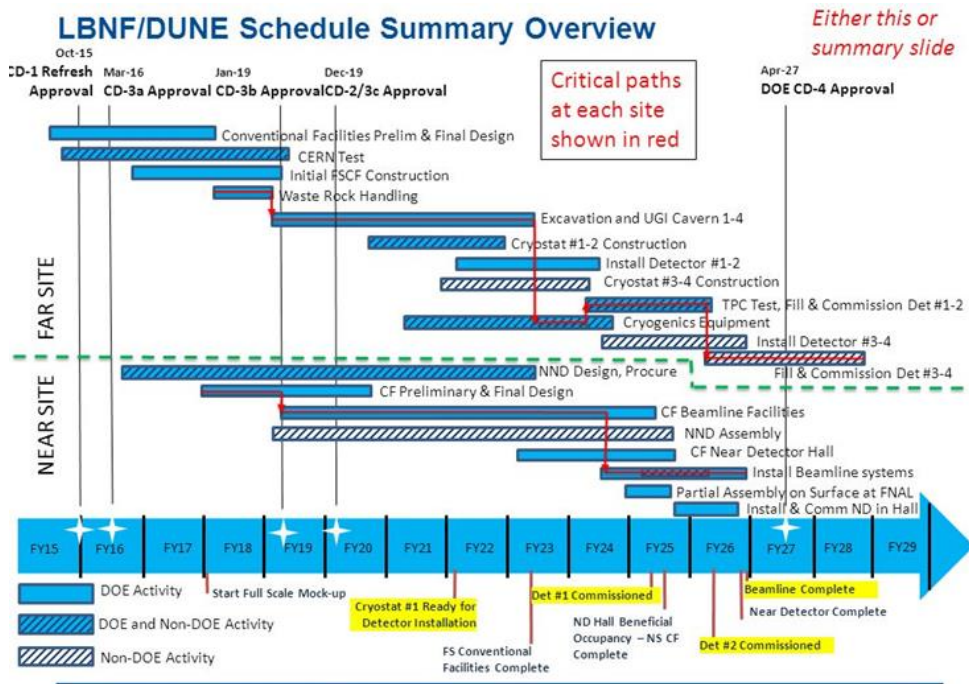 LBNF/DUNE Schedule Summary Overview
Either this or
summary slide
Oct-15
CD-1 Refresh
Approval
Mar-16
CD-3a Approval
Jan-19
CD-3b Approval
Dec-19
CD-2/3c Approval
Apr-27
DOE CD-4 Approval
Critical paths
at each site
shown in red
FAR SITE
Conventional Facilities Prelim & Final Design
CERN Test
Initial FSCF Construction
Waste Rock Handling
Excavation and UGI Cavern 1-4
Cryostat #1-2 Construction
Install Detector #1-2
Cryostat #3-4 Construction
TPC Test, Fill & Commission Det #1-2
Cryogenics Equipment
Install Detector #3-4
Fill & Commission Det #3-4
NEAR SITE
NND Design, Procure
CF Preliminary & Final Design
CF Beamline Facilities
NND Assembly
CF Near Detector Hall
Install Beamline systems
Partial Assembly on Surface at FNAL
Install & Comm ND in Hall
FY15 FY16 FY17 FY18 FY19 FY20 FY21 FY22 FY23 FY24 FY25 FY26 FY27 FY28 FY29
DOE Activity
DOE and Non-DOE Activity
Non-DOE Activity
Start Full Scale Mock-up
Cryostat #1 Ready for
Detector Installation
FS Conventional
Facilities Complete
Det #1 Commissioned
ND Hall Beneficial
Occupancy – NS CF
Complete
Det #2 Commissioned
Beamline Complete
Near Detector Complete